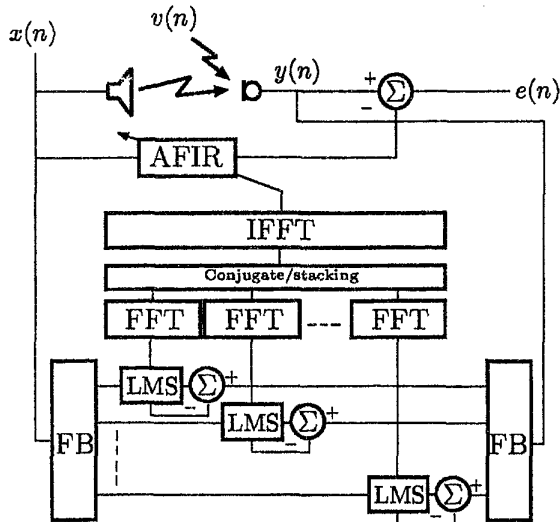 x(n)
v(n)
y(n)
+
Σ
−
e(n)
AFIR
IFFT
Conjugate/stacking
FFT
FFT
FFT
LMS
Σ
+
−
LMS
Σ
+
−
FB
FB
LMS
Σ
+
−